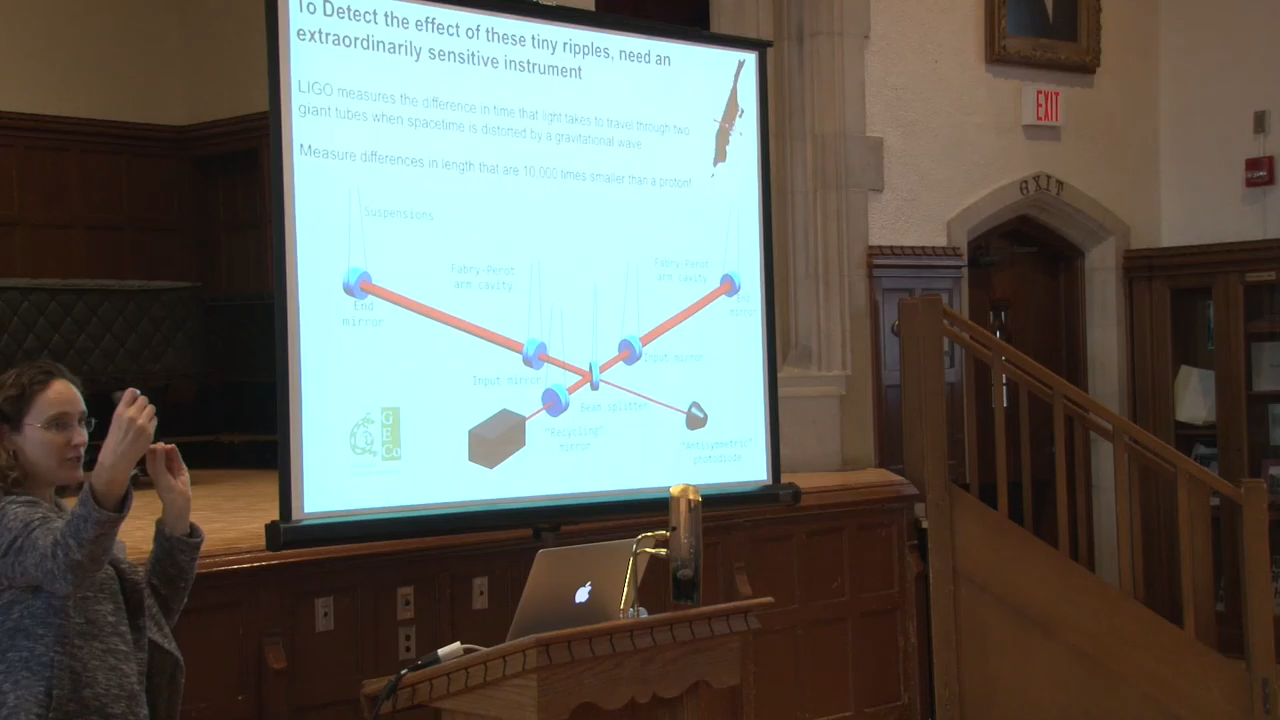 To Detect the effect of these tiny ripples, need an
extraordinarily sensitive instrument
LIGO measures the difference in time that light takes to travel through two
giant tubes when spacetime is distorted by a gravitational wave
Measure differences in length that are 10,000 times smaller than a proton!
Suspensions
Fabry-Perot
arm cavity
Fabry-Perot
arm cavity
End
mirror
End
mirror
Input mirror
Input mirror
Beam splitter
"Recycling"
mirror
"Antisymmetric"
photodiode
G
E
Co
EXIT
EXIT